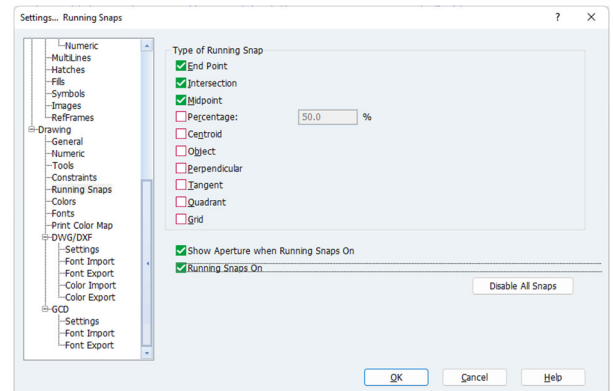 Settings... Running Snaps
?
Numeric
MultiLines
Hatches
Fills
Symbols
Images
RefFrames
Drawing
General
Numeric
Tools
Constraints
Running Snaps
Colors
Fonts
Print Color Map
DWG/DXF
Settings
Font Import
Font Export
Color Import
Color Export
GCD
Settings
Font Import
Font Export
Type of Running Snap
End Point
Intersection
Midpoint
Percentage: 50.0 %
Centroid
Object
Perpendicular
Tangent
Quadrant
Grid
Show Aperture when Running Snaps On
Running Snaps On
Disable All Snaps
OK Cancel Help